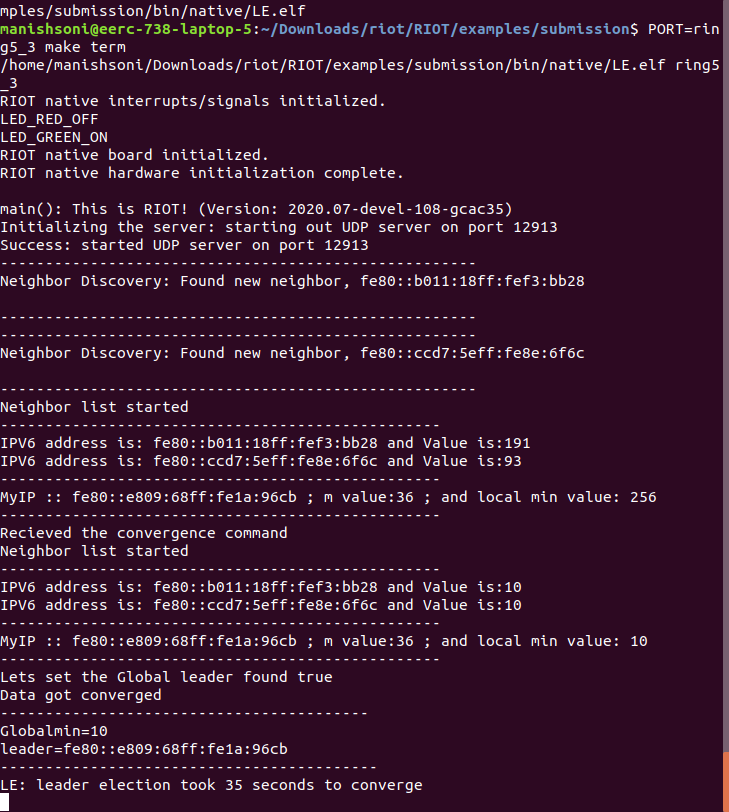 mples/submission/bin/native/LE.elf
manishsoni@eerc-738-laptop-5:~/Downloads/riot/RIOT/examples/submission$ PORT=rin
g5_3 make term
/home/manishsoni/Downloads/riot/RIOT/examples/submission/bin/native/LE.elf ring5
_3
RIOT native interrupts/signals initialized.
LED_RED_OFF
LED_GREEN_ON
RIOT native board initialized.
RIOT native hardware initialization complete.

main(): This is RIOT! (Version: 2020.07-devel-108-gcac35)
Initializing the server: starting out UDP server on port 12913
Success: started UDP server on port 12913
-----------------------------------------------------
Neighbor Discovery: Found new neighbor, fe80::b011:18ff:fef3:bb28

-----------------------------------------------------
-----------------------------------------------------
Neighbor Discovery: Found new neighbor, fe80::ccd7:5eff:fe8e:6f6c

-----------------------------------------------------
Neighbor list started
-------------------------------------------------
IPV6 address is: fe80::b011:18ff:fef3:bb28 and Value is:191
IPV6 address is: fe80::ccd7:5eff:fe8e:6f6c and Value is:93
-------------------------------------------------
MyIP :: fe80::e809:68ff:fe1a:96cb ; m value:36 ; and local min value: 256
-------------------------------------------------
Recieved the convergence command
Neighbor list started
-------------------------------------------------
IPV6 address is: fe80::b011:18ff:fef3:bb28 and Value is:10
IPV6 address is: fe80::ccd7:5eff:fe8e:6f6c and Value is:10
-------------------------------------------------
MyIP :: fe80::e809:68ff:fe1a:96cb ; m value:36 ; and local min value: 10
-------------------------------------------------
Lets set the Global leader found true
Data got converged
-----------------------------------------
Globalmin=10
leader=fe80::e809:68ff:fe1a:96cb
------------------------------------------
LE: leader election took 35 seconds to converge